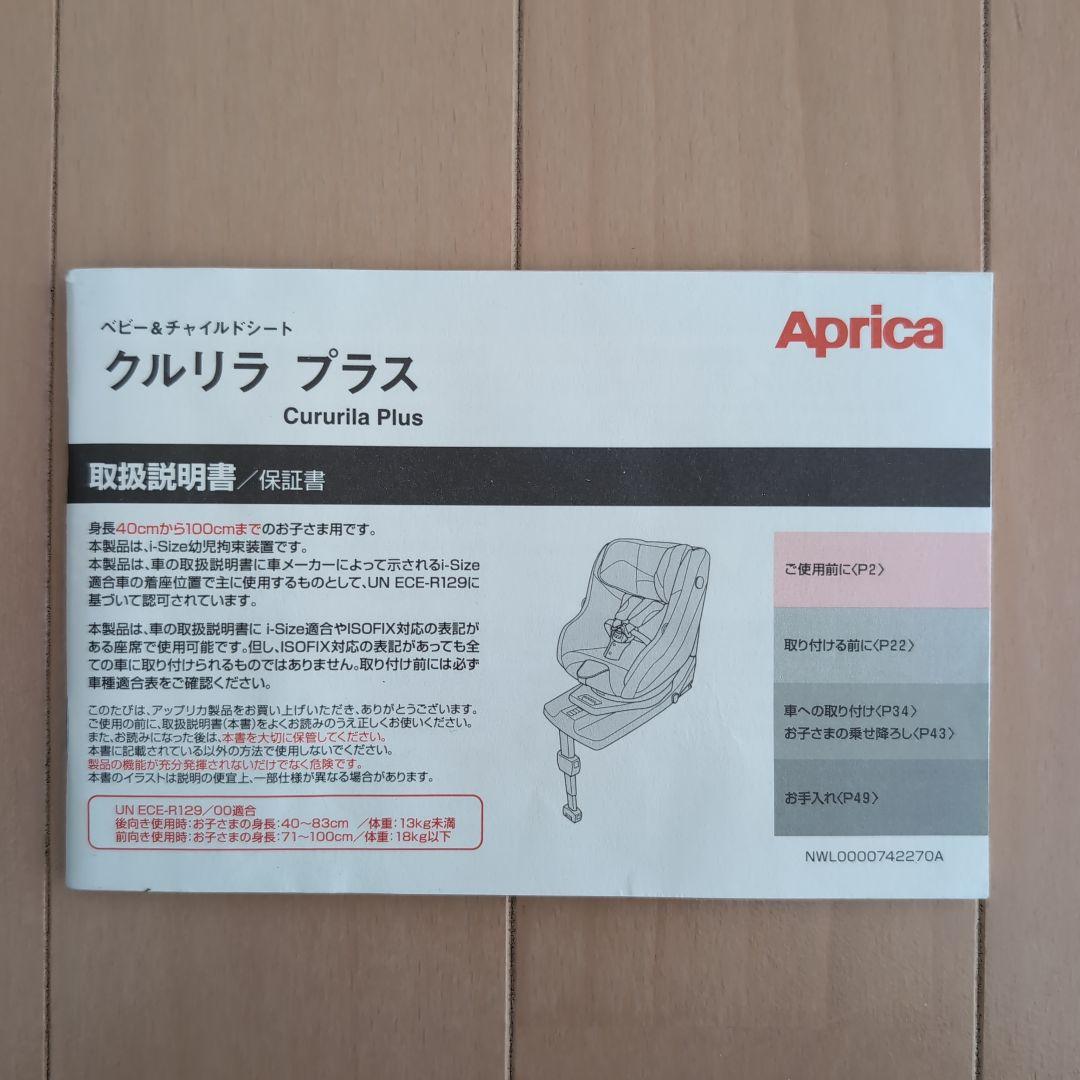 ベビー＆チャイルドシート
クルリラ プラス
Cururila Plus
Aprica
取扱説明書／保証書
身長40cmから100cmまでのお子さま用です。
本製品は、i-Size幼児拘束装置です。
本製品は、車の取扱説明書に車メーカーによって示されるi-Size
適合車の着座位置で主に使用するものとして、UN ECE-R129に
基づいて認可されています。
本製品は、車の取扱説明書に i-Size適合やISOFIX対応の表記が
ある座席で使用可能です。但し、ISOFIX対応の表記があっても全
ての車に取り付けられるものではありません。取り付け前には必ず
車種適合表をご確認ください。
このたびは、アップリカ製品をお買い上げいただき、ありがとうございます。
ご使用の前に、取扱説明書（本書）をよくお読みのうえ正しくお使いください。
また、お読みになった後は、本書を大切に保管してください。
本書に記載されている以外の方法で使用しないでください。
製品の機能が充分発揮されないだけでなく危険です。
本書のイラストは説明の便宜上、一部仕様が異なる場合があります。
UN ECE-R129／00適合
後向き使用時：お子さまの身長：40～83cm ／体重：13kg未満
前向き使用時：お子さまの身長：71～100cm／体重：18kg以下
ご使用前に〈P2〉
取り付ける前に〈P22〉
車への取り付け〈P34〉
お子さまの乗せ降ろし〈P43〉
お手入れ〈P49〉
NWL0000742270A